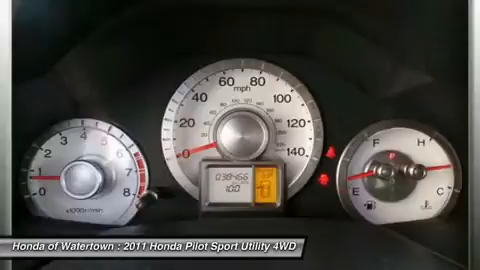 mph
0 20 40 60 80 100 120 140
038466
100
0 1 2 3 4 5 6 7 8
x1000r/min
F H
E C
Honda of Watertown : 2011 Honda Pilot Sport Utility 4WD